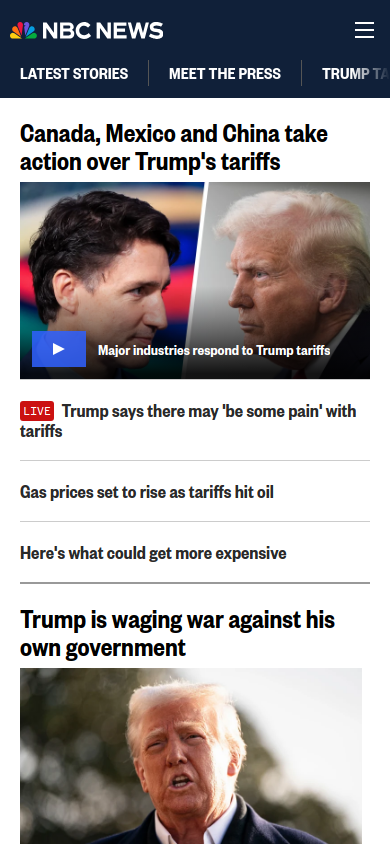 NBC NEWS
LATEST STORIES
MEET THE PRESS
TRUMP TA
Canada, Mexico and China take
action over Trump's tariffs
Major industries respond to Trump tariffs
LIVE Trump says there may 'be some pain' with
tariffs
Gas prices set to rise as tariffs hit oil
Here's what could get more expensive
Trump is waging war against his
own government